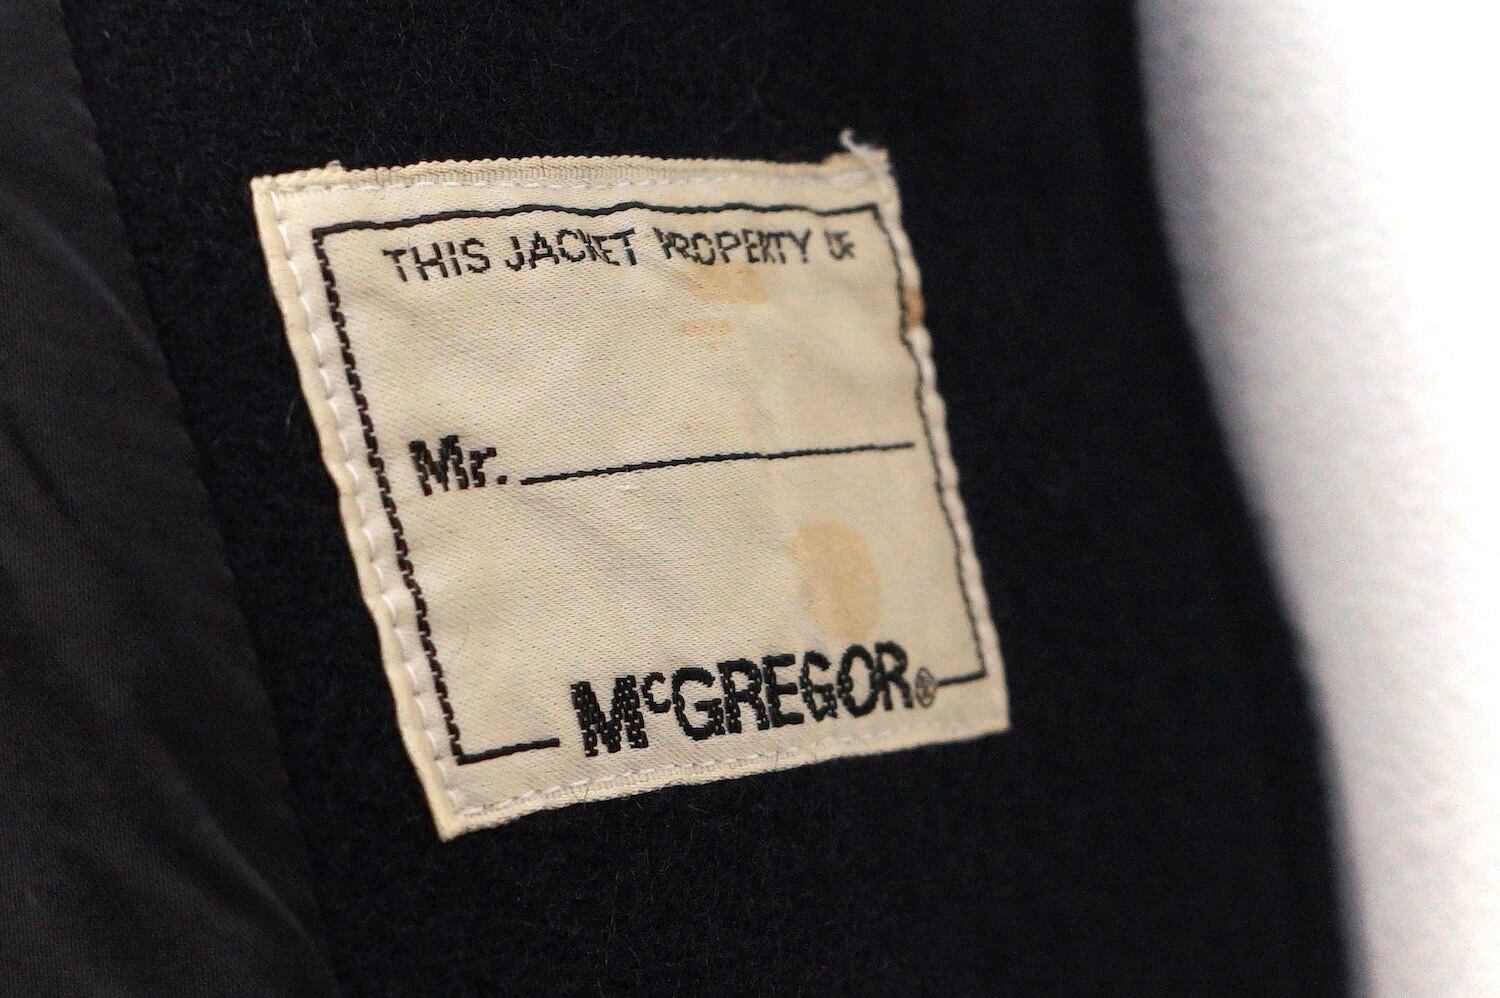 THIS JACKET PROPERTY OF
Mr.
McGREGOR®